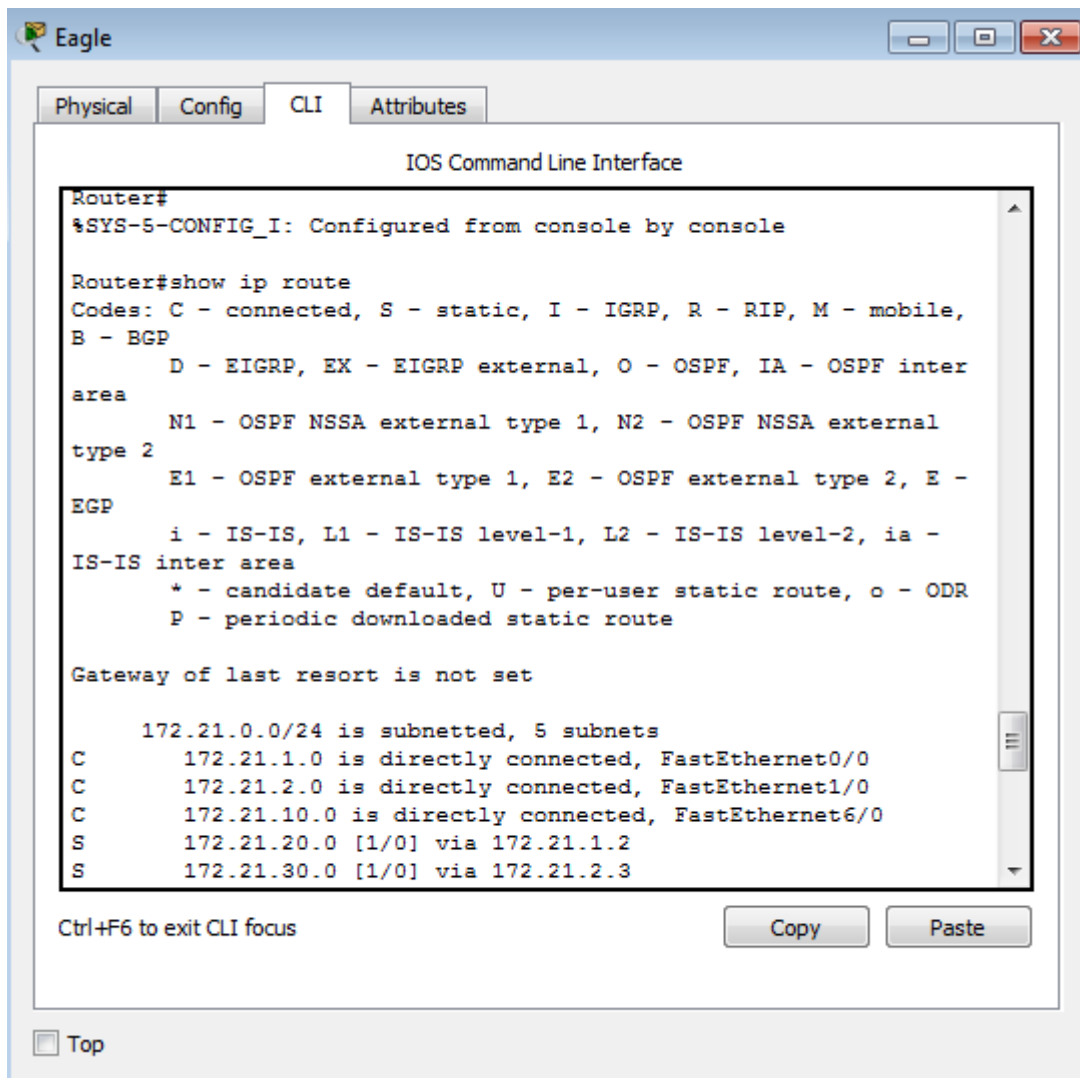 Eagle
Physical Config CLI Attributes
IOS Command Line Interface
Router#
%SYS-5-CONFIG_I: Configured from console by console
Router#show ip route
Codes: C - connected, S - static, I - IGRP, R - RIP, M - mobile,
B - BGP
D - EIGRP, EX - EIGRP external, O - OSPF, IA - OSPF inter
area
N1 - OSPF NSSA external type 1, N2 - OSPF NSSA external
type 2
E1 - OSPF external type 1, E2 - OSPF external type 2, E -
EGP
i - IS-IS, L1 - IS-IS level-1, L2 - IS-IS level-2, ia -
IS-IS inter area
* - candidate default, U - per-user static route, o - ODR
P - periodic downloaded static route
Gateway of last resort is not set
172.21.0.0/24 is subnetted, 5 subnets
C 172.21.1.0 is directly connected, FastEthernet0/0
C 172.21.2.0 is directly connected, FastEthernet1/0
C 172.21.10.0 is directly connected, FastEthernet6/0
S 172.21.20.0 [1/0] via 172.21.1.2
S 172.21.30.0 [1/0] via 172.21.2.3
Ctrl+F6 to exit CLI focus
Copy Paste
Top